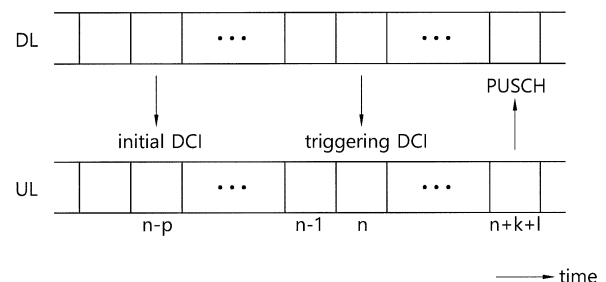 DL
PUSCH
initial DCI triggering DCI
UL
n-p n-1 n n+k+l
time